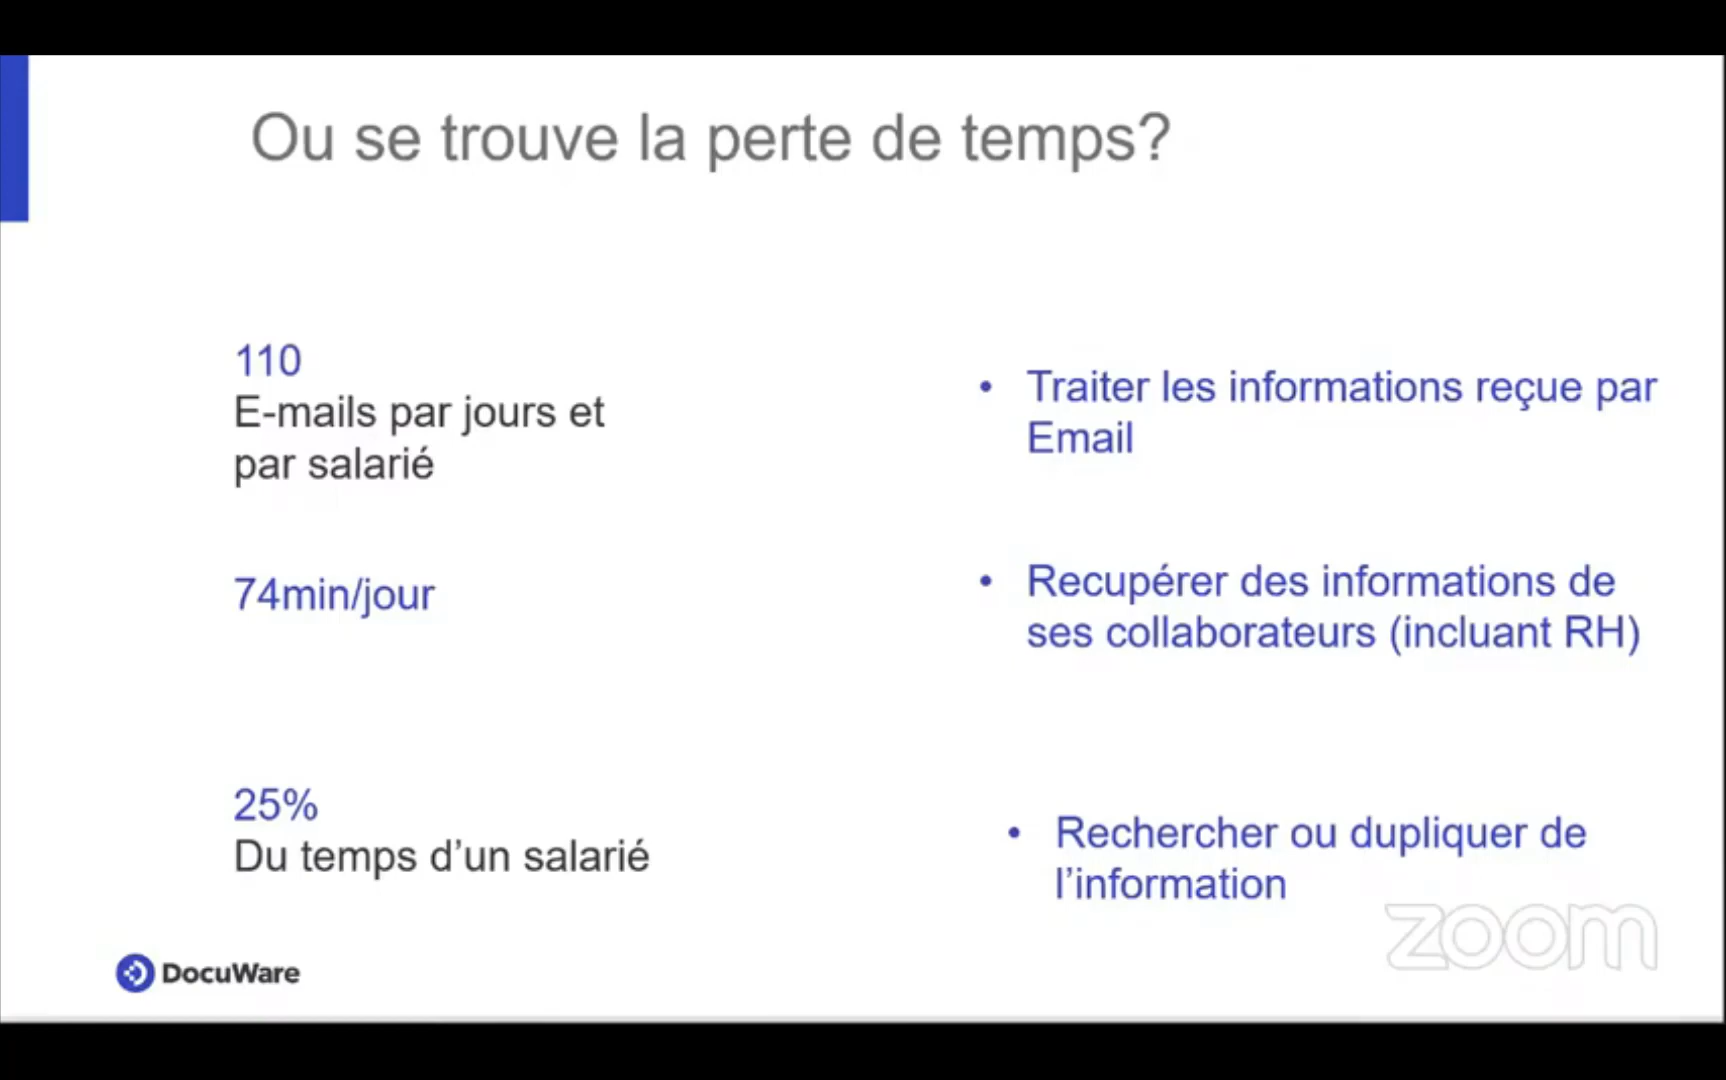 Ou se trouve la perte de temps?
110
E-mails par jours et
par salarié
• Traiter les informations reçue par
Email
74min/jour
• Recupérer des informations de
ses collaborateurs (incluant RH)
25%
Du temps d’un salarié
• Rechercher ou dupliquer de
l’information
DocuWare
zoom